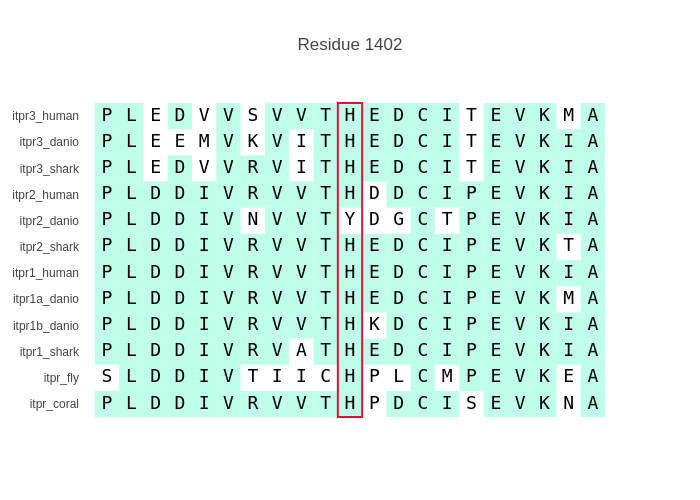 Residue 1402
itpr3_human P L E D V V S V V T H E D C I T E V K M A
itpr3_danio P L E E M V K V I T H E D C I T E V K I A
itpr3_shark P L E D V V R V I T H E D C I T E V K I A
itpr2_human P L D D I V R V V T H D D C I P E V K I A
itpr2_danio P L D D I V N V V T Y D G C T P E V K I A
itpr2_shark P L D D I V R V V T H E D C I P E V K T A
itpr1_human P L D D I V R V V T H E D C I P E V K I A
itpr1a_danio P L D D I V R V V T H E D C I P E V K M A
itpr1b_danio P L D D I V R V V T H K D C I P E V K I A
itpr1_shark P L D D I V R V A T H E D C I P E V K I A
itpr_fly S L D D I V T I I C H P L C M P E V K E A
itpr_coral P L D D I V R V V T H P D C I S E V K N A